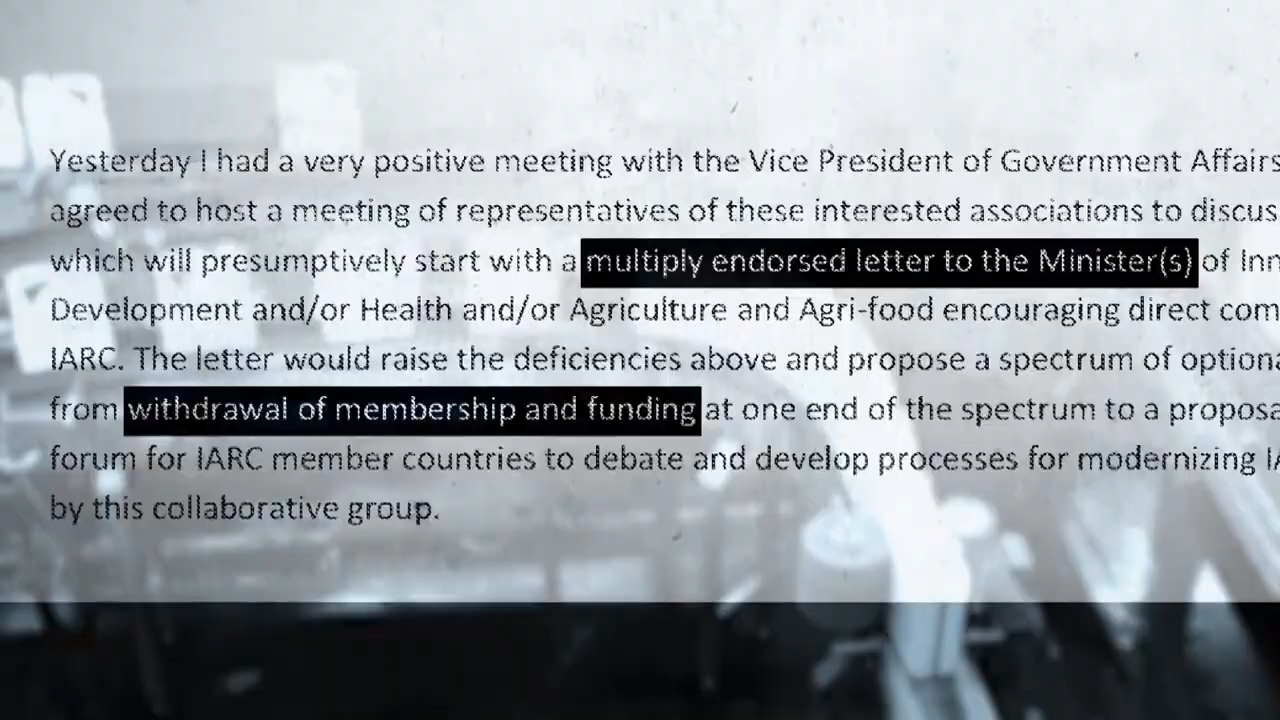 Yesterday I had a very positive meeting with the Vice President of Government Affairs
agreed to host a meeting of representatives of these interested associations to discus
which will presumptively start with a multiply endorsed letter to the Minister(s) of Inn
Development and/or Health and/or Agriculture and Agri-food encouraging direct com
IARC. The letter would raise the deficiencies above and propose a spectrum of optiona
from withdrawal of membership and funding at one end of the spectrum to a proposa
forum for IARC member countries to debate and develop processes for modernizing IA
by this collaborative group.